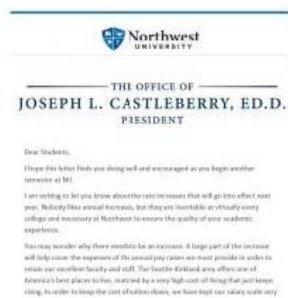 Northwest
UNIVERSITY
THE OFFICE OF
JOSEPH L. CASTLEBERRY, ED.D.
PRESIDENT
Dear Students,
I hope this letter finds you doing well and encouraged as you begin another
semester at NU.
I am writing to let you know about the rate increases that will go into effect next
year. Nobody likes annual increases, but they are inevitable at virtually every
college and necessary at Northwest to ensure the quality of your academic
experience.
You may wonder why there needs to be an increase. A large part of the increase
will help cover the expenses of the annual pay raises we must provide in order to
retain our excellent faculty and staff. The Seattle-Kirkland area offers one of
America's best places to live, matched by a very high cost-of-living that just keeps
rising. In order to keep the cost of tuition down, we have kept our salary scale very